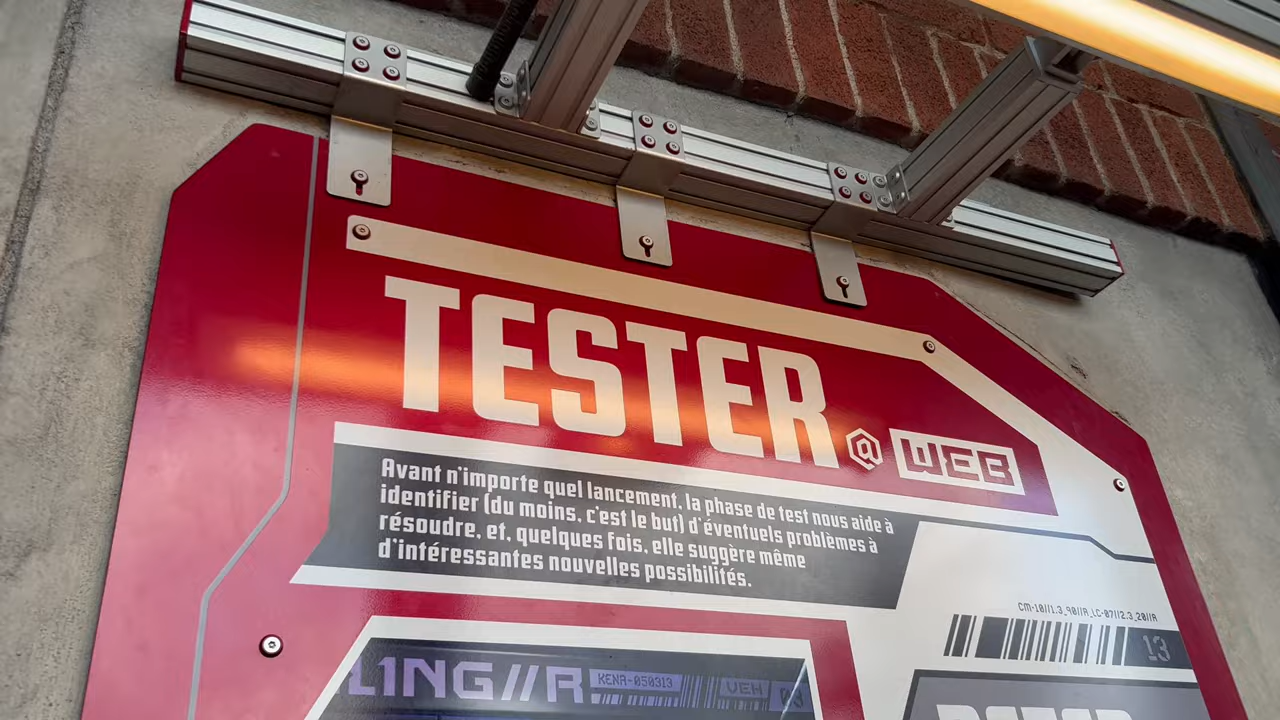 TESTER @ WEB
Avant n'importe quel lancement, la phase de test nous aide à
identifier (du moins, c'est le but) d'éventuels problèmes à
résoudre, et, quelques fois, elle suggère même
d'intéressantes nouvelles possibilités.
CM-10//1.3_90//R_LC-07//2.3_20//R
13
L1NG//R
KENR-050313
VEH